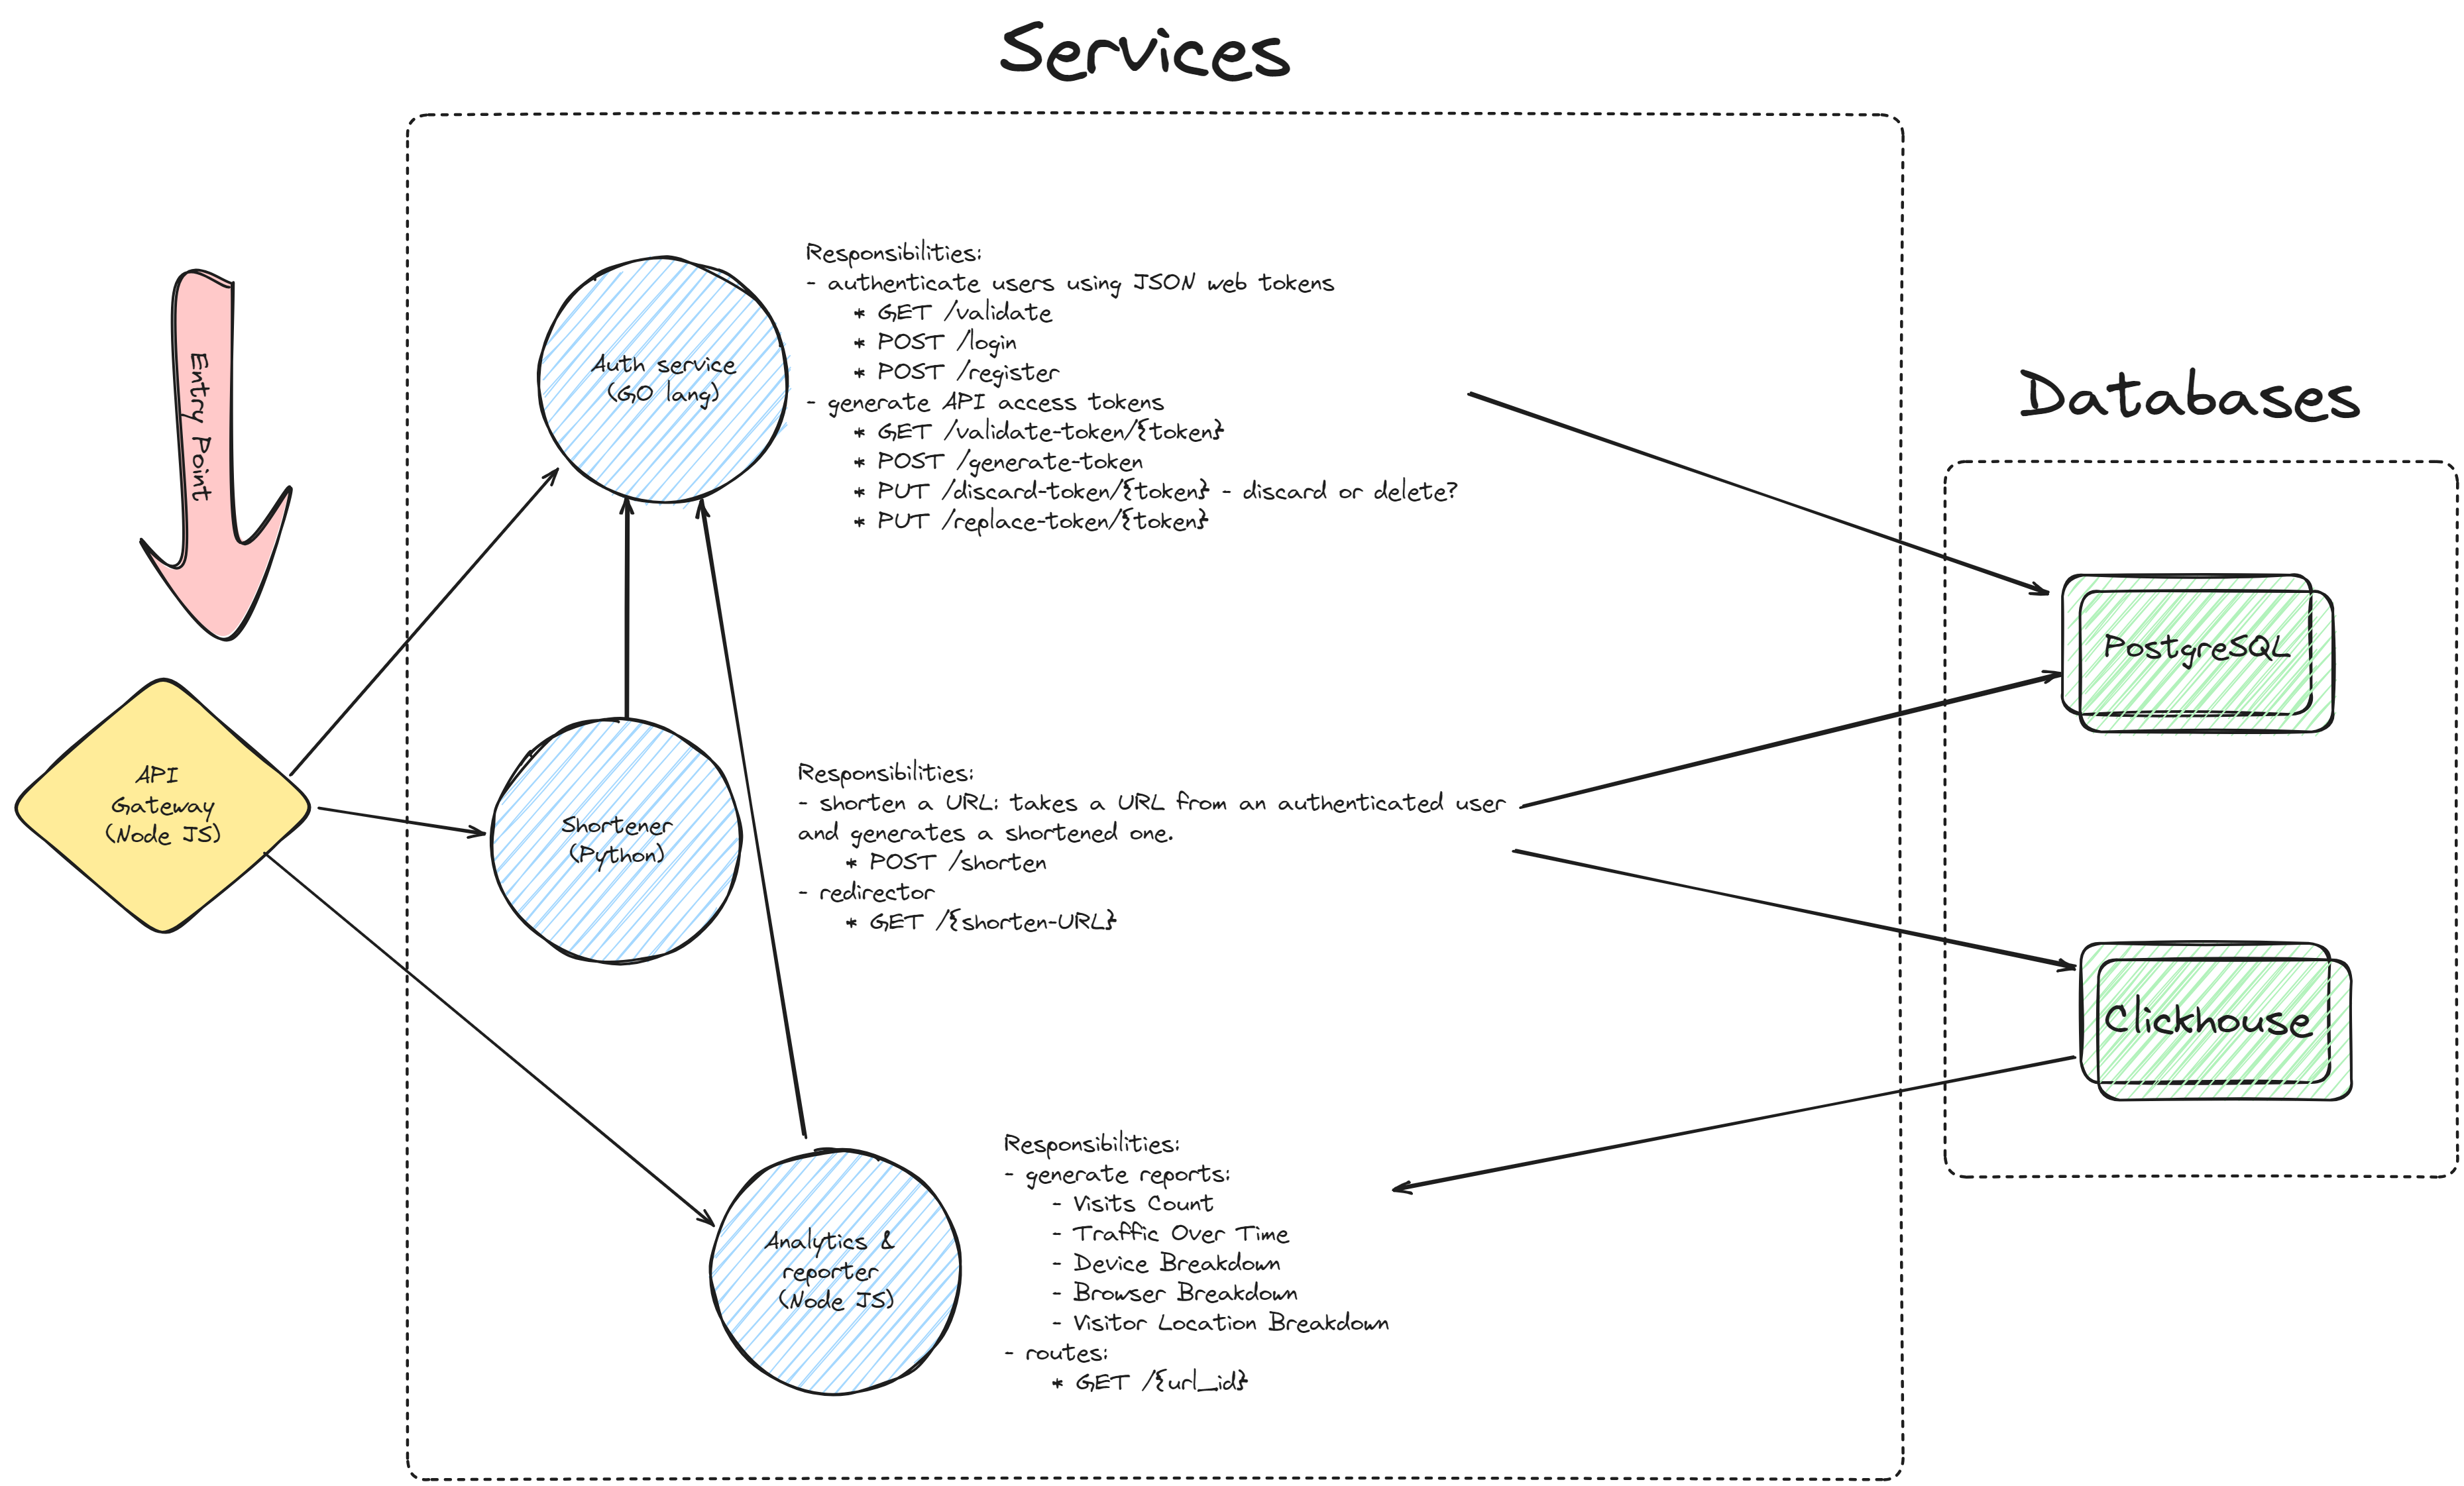 Services
Entry Point
API
Gateway
(Node JS)
Auth service
(GO lang)
Responsibilities:
- authenticate users using JSON web tokens
* GET /validate
* POST /login
* POST /register
- generate API access tokens
* GET /validate-token/{token}
* POST /generate-token
* PUT /discard-token/{token} - discard or delete?
* PUT /replace-token/{token}
Shortener
(Python)
Responsibilities:
- shorten a URL: takes a URL from an authenticated user
and generates a shortened one.
* POST /shorten
- redirector
* GET /{shorten-URL}
Analytics &
reporter
(Node JS)
Responsibilities:
- generate reports:
- Visits Count
- Traffic Over Time
- Device Breakdown
- Browser Breakdown
- Visitor Location Breakdown
- routes:
* GET /{url_id}
Databases
PostgreSQL
Clickhouse